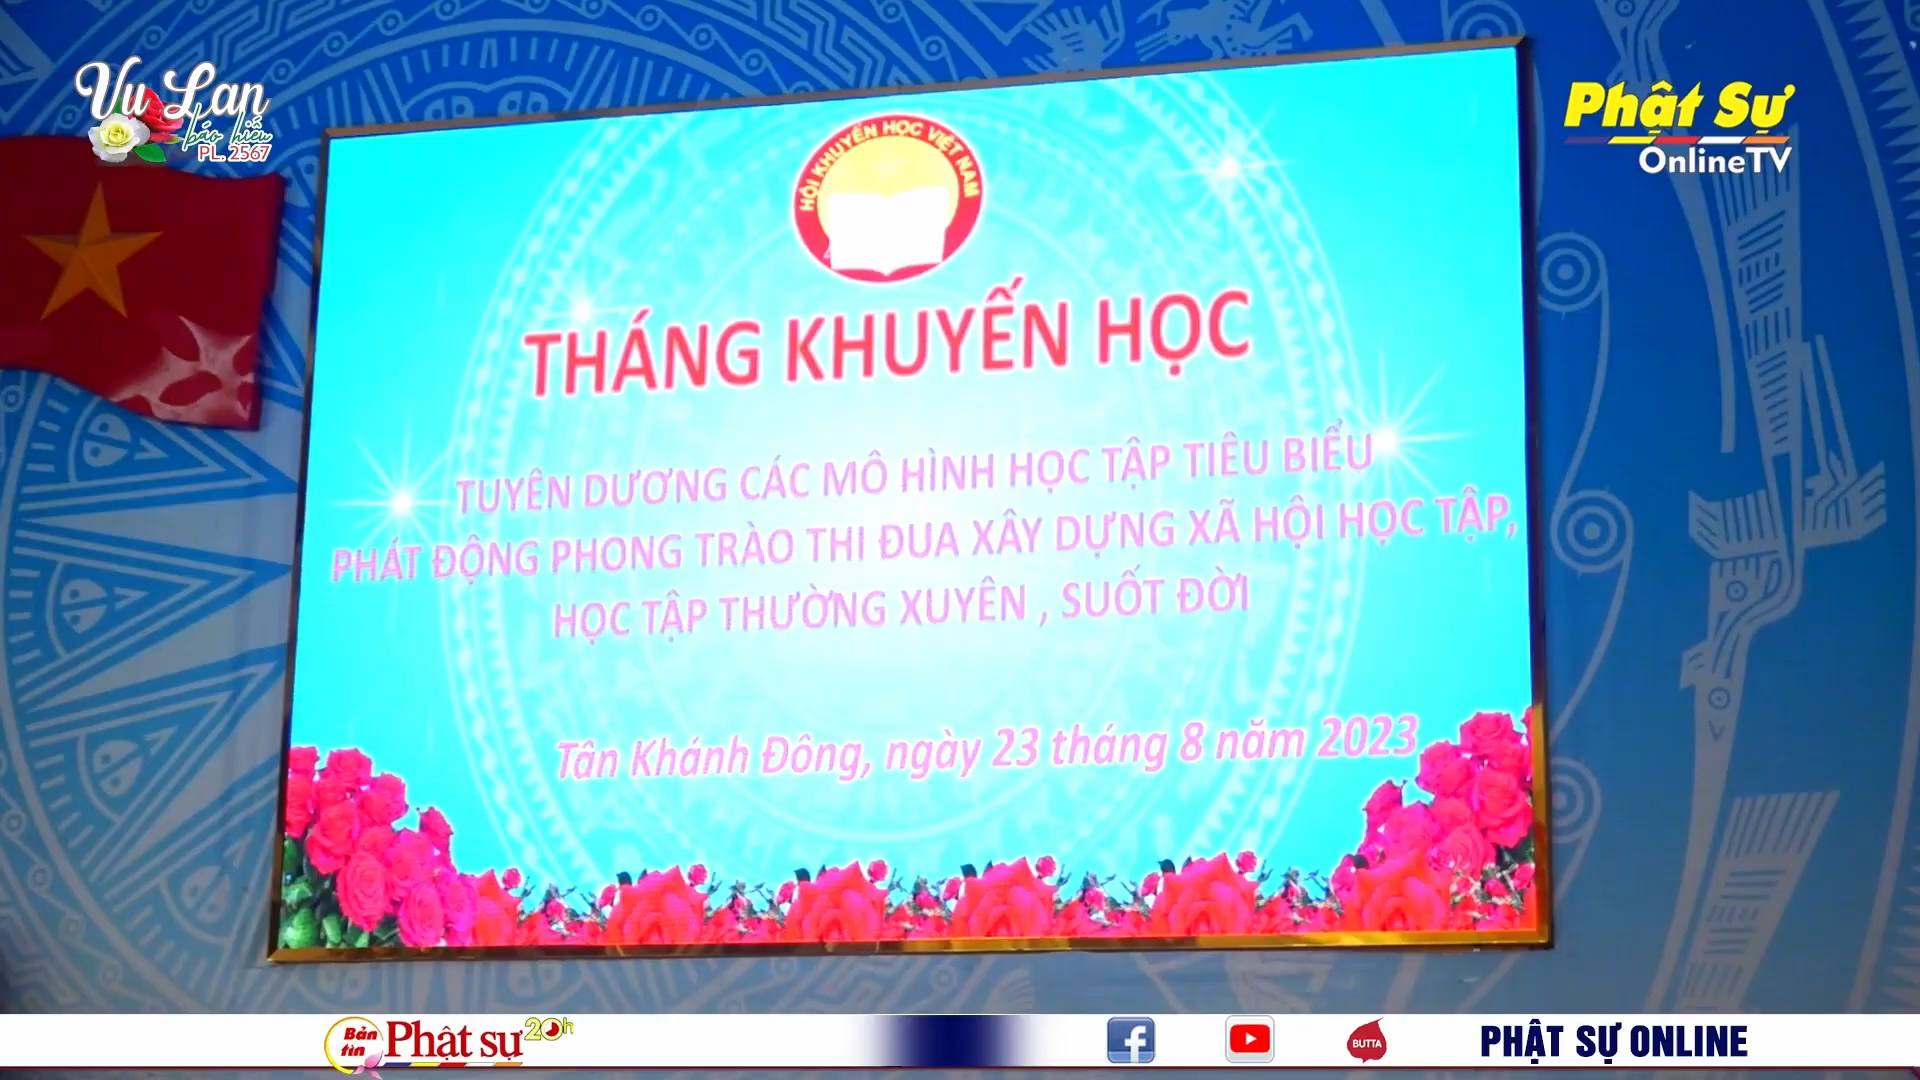 Vu Lan
báo hiếu
PL. 2567
Phật Sự
OnlineTV
HỘI KHUYẾN HỌC VIỆT NAM
THÁNG KHUYẾN HỌC
TUYÊN DƯƠNG CÁC MÔ HÌNH HỌC TẬP TIÊU BIỂU
PHÁT ĐỘNG PHONG TRÀO THI ĐUA XÂY DỰNG XÃ HỘI HỌC TẬP,
HỌC TẬP THƯỜNG XUYÊN , SUỐT ĐỜI
Tân Khánh Đông, ngày 23 tháng 8 năm 2023
Bản tin Phật sự 20h
BUTTA
PHẬT SỰ ONLINE